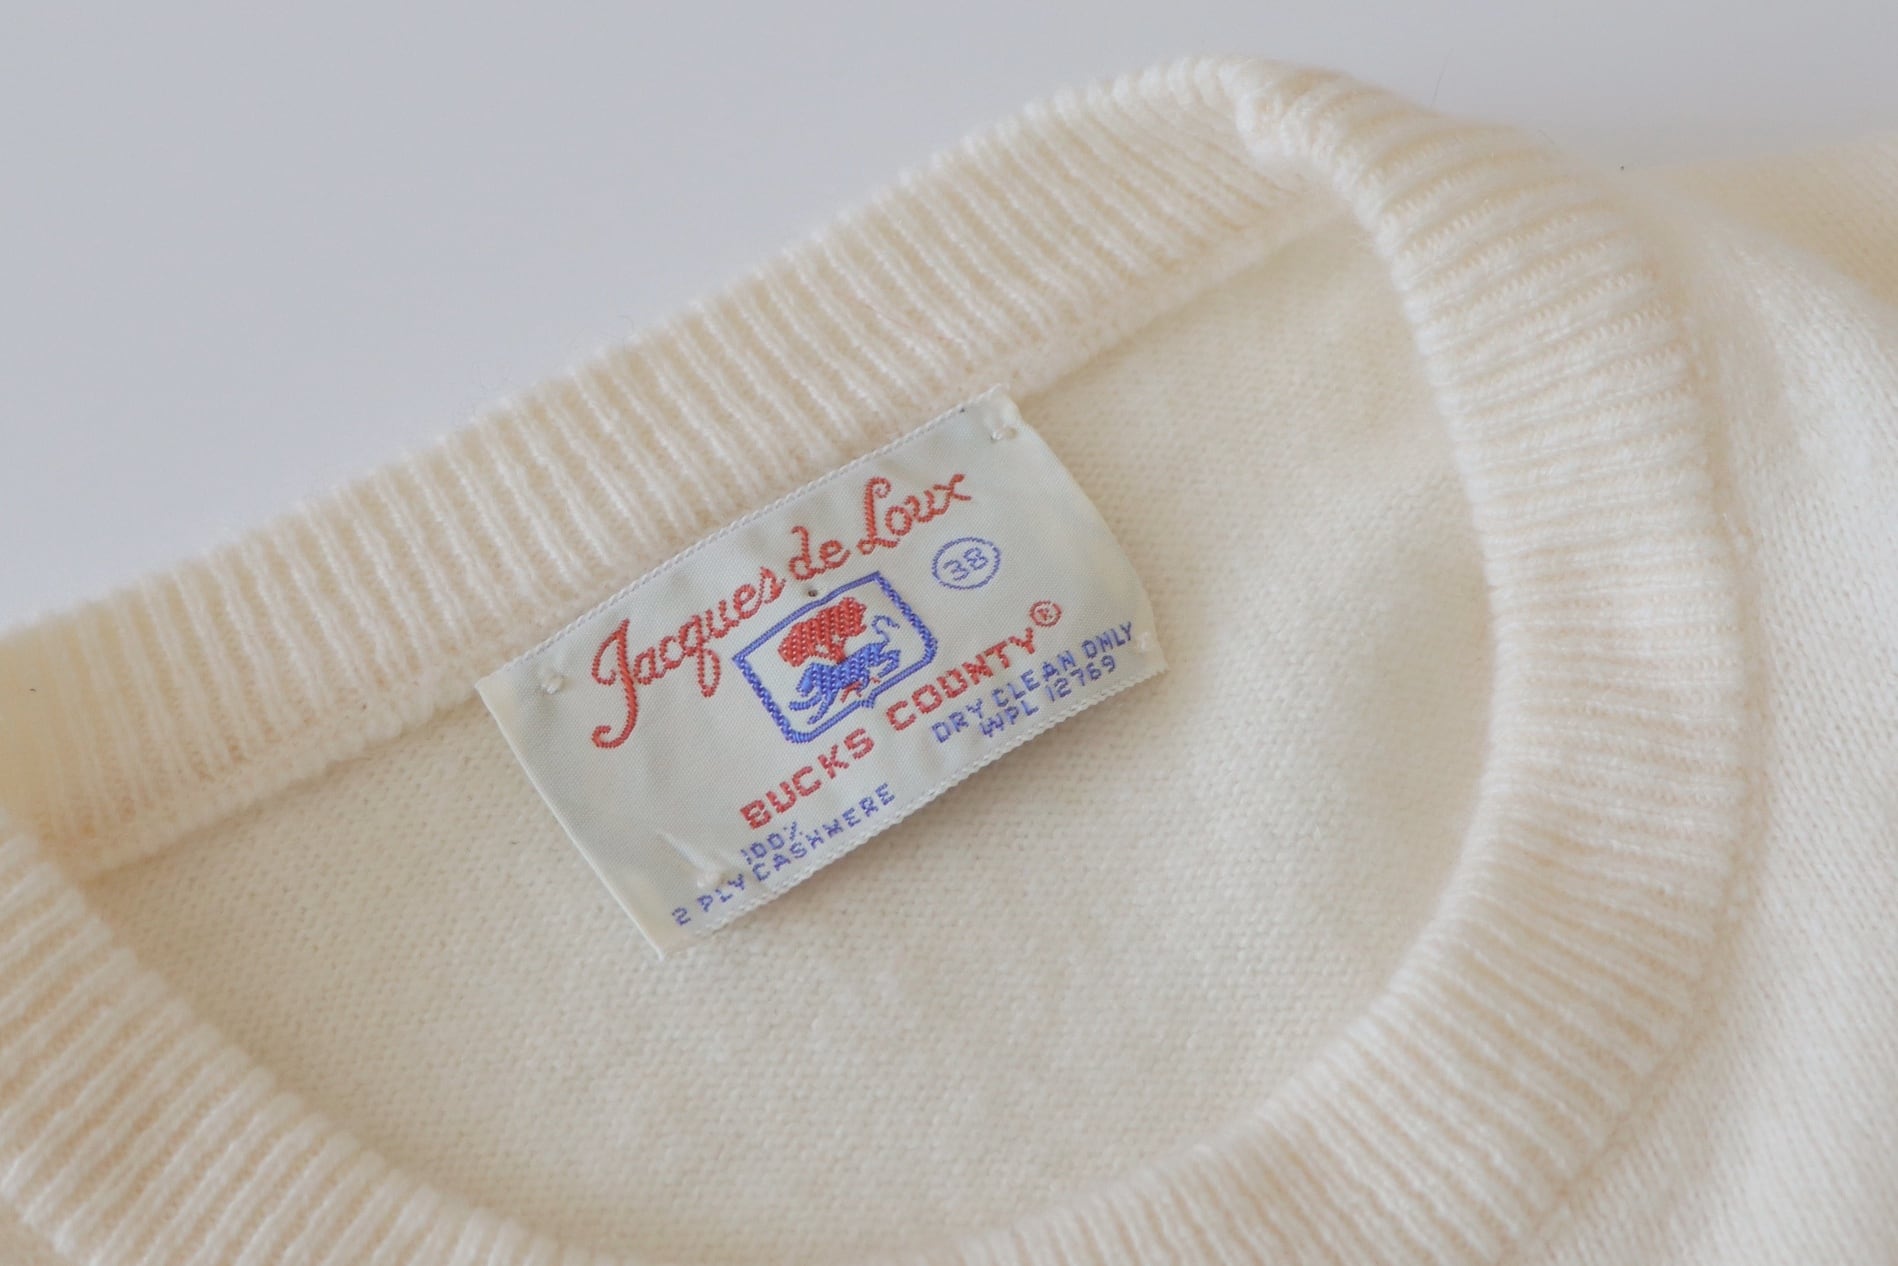 Jacques de Loux
38
BUCKS COUNTY®
100%
2 PLY CASHMERE
DRY CLEAN ONLY
WPL 12769